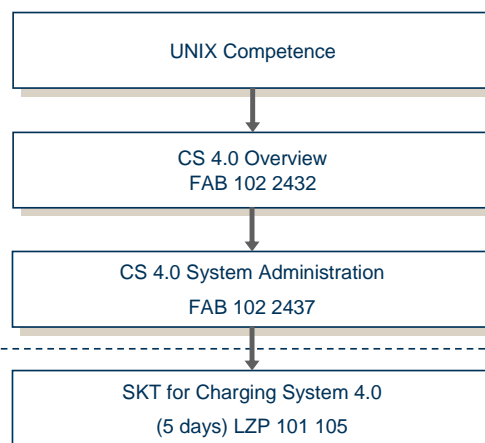 UNIX Competence
CS 4.0 Overview
FAB 102 2432
CS 4.0 System Administration
FAB 102 2437
SKT for Charging System 4.0
(5 days) LZP 101 105